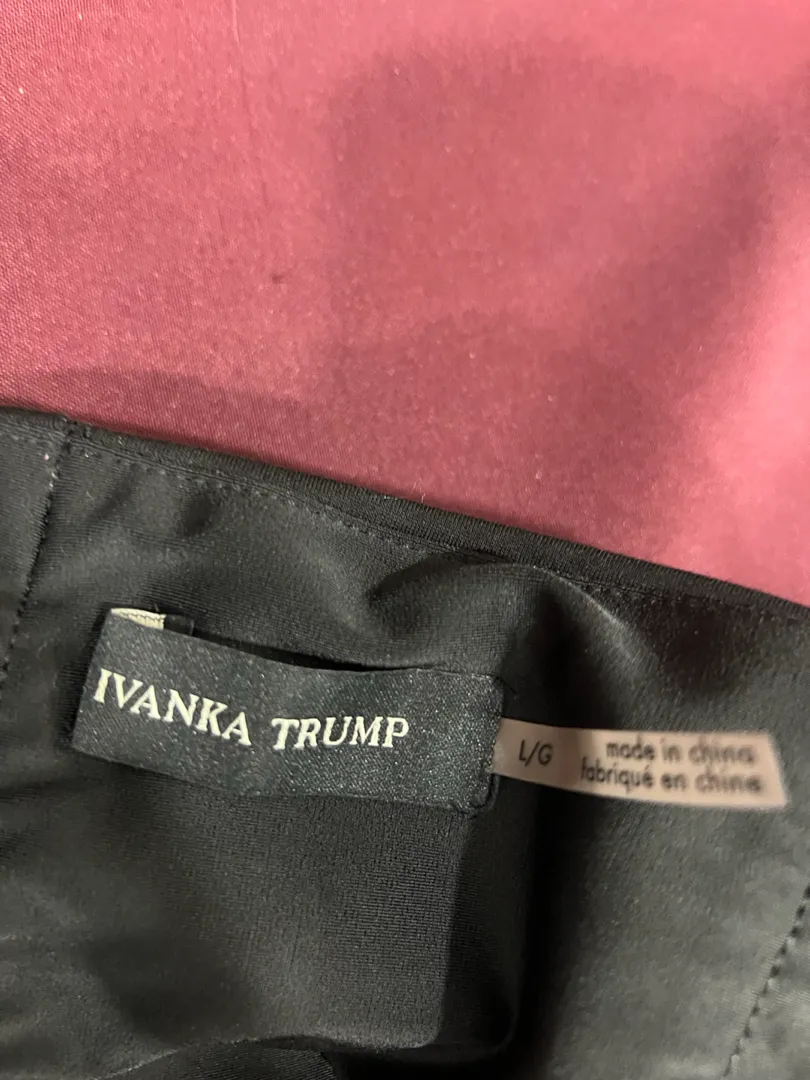 IVANKA TRUMP
L/G
made in china
fabriqué en chine